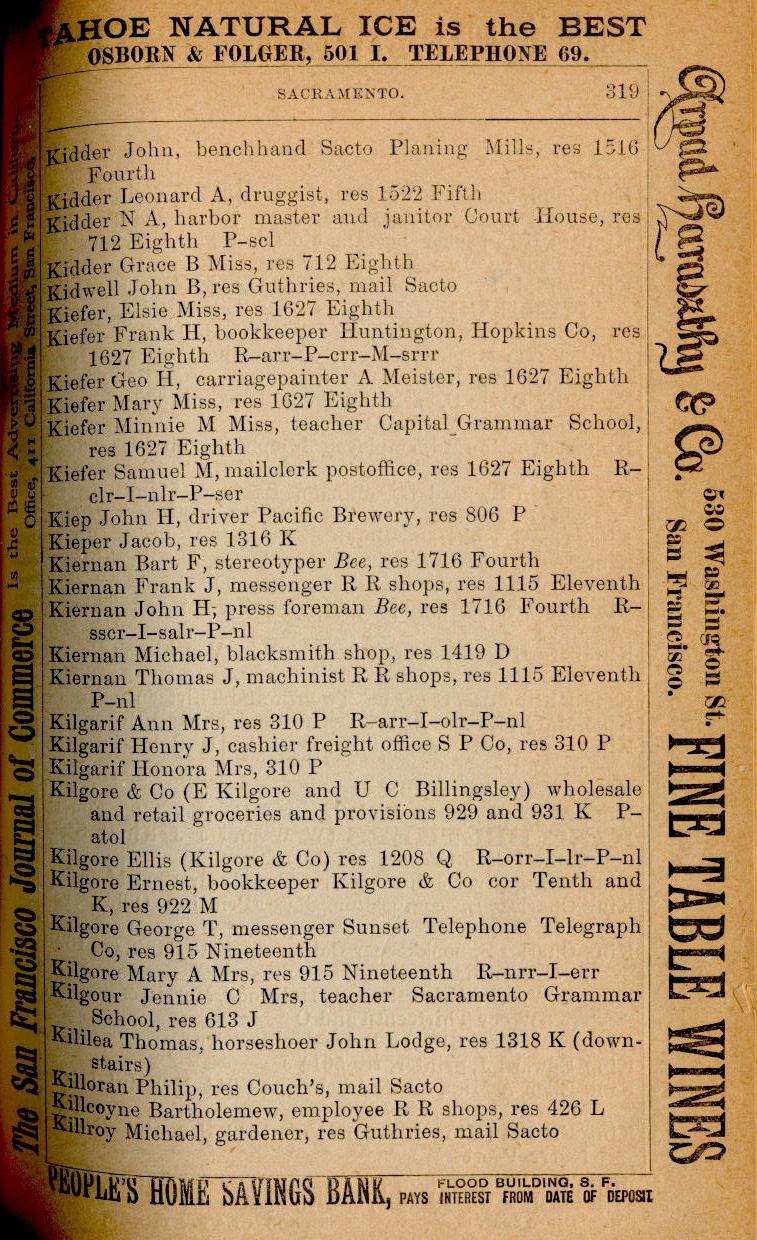 TAHOE NATURAL ICE is the BEST
OSBORN & FOLGER, 501 I. TELEPHONE 69.
SACRAMENTO. 319
Kidder John, benchhand Sacto Planing Mills, res 1516
Fourth
Kidder Leonard A, druggist, res 1522 Fifth
Kidder N A, harbor master and janitor Court House, res
712 Eighth P-scl
Kidder Grace B Miss, res 712 Eighth
Kidwell John B, res Guthries, mail Sacto
Kiefer, Elsie Miss, res 1627 Eighth
Kiefer Frank H, bookkeeper Huntington, Hopkins Co, res
1627 Eighth R-arr-P-crr-M-srrr
Kiefer Geo H, carriagepainter A Meister, res 1627 Eighth
Kiefer Mary Miss, res 1627 Eighth
Kiefer Minnie M Miss, teacher Capital Grammar School,
res 1627 Eighth
Kiefer Samuel M, mailclerk postoffice, res 1627 Eighth R-
clr-I-nlr-P-ser
Kiep John H, driver Pacific Brewery, res 806 P
Kieper Jacob, res 1316 K
Kiernan Bart F, stereotyper Bee, res 1716 Fourth
Kiernan Frank J, messenger R R shops, res 1115 Eleventh
Kiernan John H, press foreman Bee, res 1716 Fourth R-
sscr-I-salr-P-nl
Kiernan Michael, blacksmith shop, res 1419 D
Kiernan Thomas J, machinist R R shops, res 1115 Eleventh
P-nl
Kilgarif Ann Mrs, res 310 P R-arr-I-olr-P-nl
Kilgarif Henry J, cashier freight office S P Co, res 310 P
Kilgarif Honora Mrs, 310 P
Kilgore & Co (E Kilgore and U C Billingsley) wholesale
and retail groceries and provisions 929 and 931 K P-
atol
Kilgore Ellis (Kilgore & Co) res 1208 Q R-orr-I-lr-P-nl
Kilgore Ernest, bookkeeper Kilgore & Co cor Tenth and
K, res 922 M
Kilgore George T, messenger Sunset Telephone Telegraph
Co, res 915 Nineteenth
Kilgore Mary A Mrs, res 915 Nineteenth R-nrr-I-err
Kilgour Jennie C Mrs, teacher Sacramento Grammar
School, res 613 J
Kililea Thomas, horseshoer John Lodge, res 1318 K (down-
stairs)
Killoran Philip, res Couch's, mail Sacto
Killcoyne Bartholemew, employee R R shops, res 426 L
Killroy Michael, gardener, res Guthries, mail Sacto
PEOPLE'S HOME SAVINGS BANK, PAYS INTEREST FROM DATE OF DEPOSIT
FLOOD BUILDING, S. F.
The San Francisco Journal of Commerce
Is the Best Advertising Medium in
Office, 411 California Street, San Francisco.
Arpad Haraszthy & Co.
530 Washington St.
San Francisco.
FINE TABLE WINES